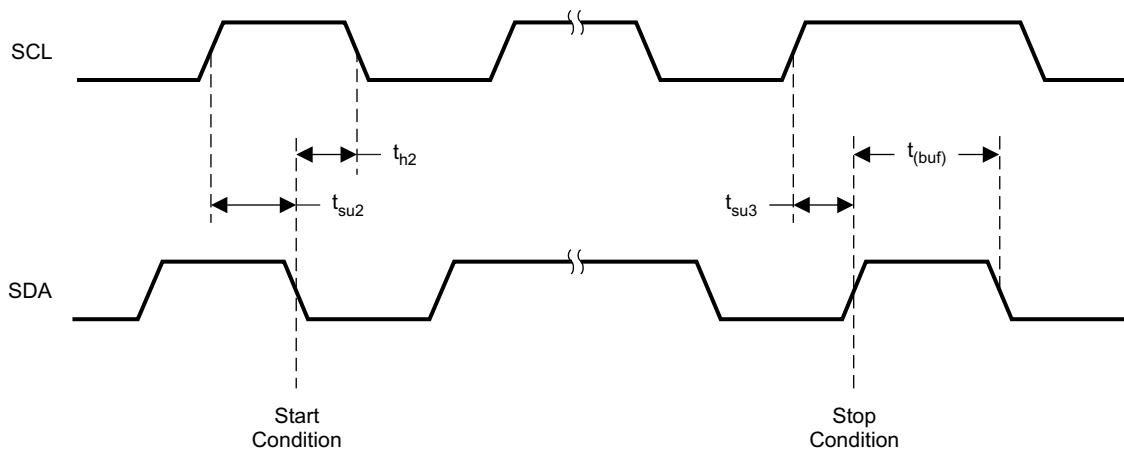 SCL
t_h2
t_(buf)
t_su2
t_su3
SDA
Start
Condition
Stop
Condition